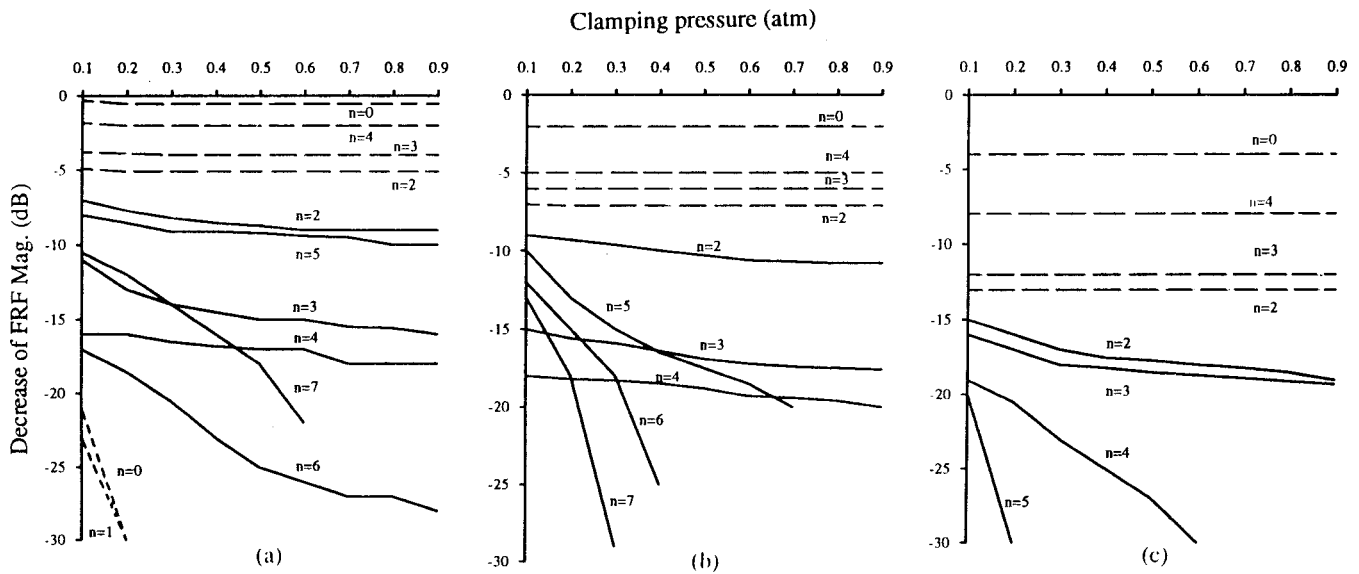 Clamping pressure (atm)
0.1 0.2 0.3 0.4 0.5 0.6 0.7 0.8 0.9
0.1 0.2 0.3 0.4 0.5 0.6 0.7 0.8 0.9
0.1 0.2 0.3 0.4 0.5 0.6 0.7 0.8 0.9
Decrease of FRF Mag. (dB)
0
-5
-10
-15
-20
-25
-30
n=0
n=4
n=3
n=2
n=2
n=5
n=3
n=4
n=7
n=6
n=0
n=1
(a)
0
-5
-10
-15
-20
-25
-30
n=0
n=4
n=3
n=2
n=2
n=5
n=3
n=4
n=6
n=7
(b)
0
-5
-10
-15
-20
-25
-30
n=0
n=4
n=3
n=2
n=2
n=3
n=4
n=5
(c)